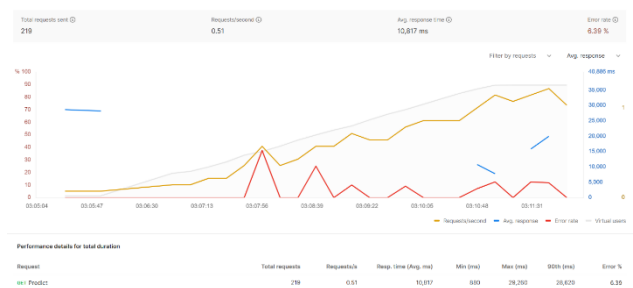 Total requests sent Requests/second Avg. response time Error rate
219 0.51 10,817 ms 6.39 %
Filter by requests Avg. response
% 100 40,885 ms
90 35,000
80 30,000 1
70
60 25,000
50 20,000
40 15,000
30
20 10,000
10 5,000
0 0 0
03:05:04 03:05:47 03:06:30 03:07:13 03:07:56 03:08:39 03:09:22 03:10:05 03:10:48 03:11:31
Requests/second Avg. response Error rate Virtual users
Performance details for total duration
Request Total requests Requests/s Resp. time (Avg. ms) Min (ms) Max (ms) 90th (ms) Error %
GET Predict 219 0.51 10,817 680 28,628 6.39